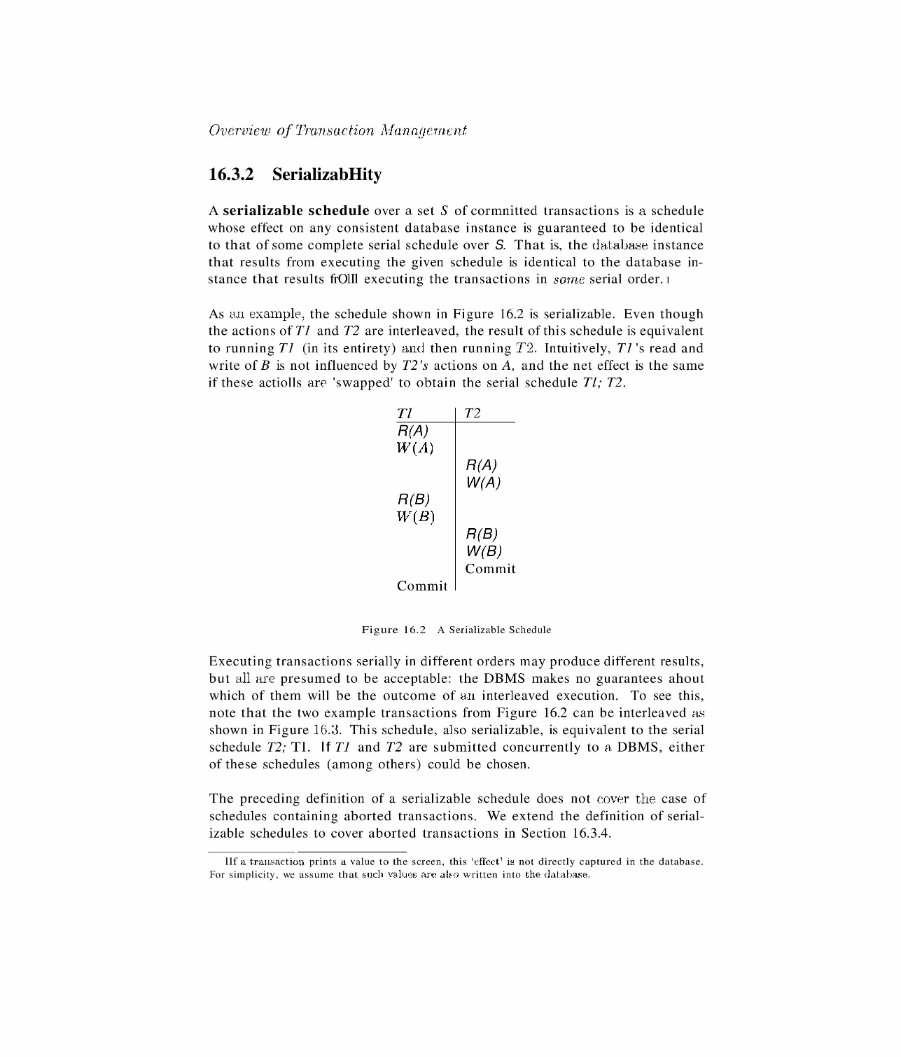 Overview of Transaction Management
16.3.2 SerializabHity
A serializable schedule over a set S of cormnitted transactions is a schedule
whose effect on any consistent database instance is guaranteed to be identical
to that of some complete serial schedule over S. That is, the database instance
that results from executing the given schedule is identical to the database in-
stance that results frOIll executing the transactions in some serial order. 1
As an example, the schedule shown in Figure 16.2 is serializable. Even though
the actions of T1 and T2 are interleaved, the result of this schedule is equivalent
to running T1 (in its entirety) and then running T2. Intuitively, T1's read and
write of B is not influenced by T2's actions on A, and the net effect is the same
if these actiolls are 'swapped' to obtain the serial schedule Tl; T2.
T1 T2
R(A)
W(A)
R(A)
W(A)
R(B)
W(B)
R(B)
W(B)
Commit
Commit
Figure 16.2 A Serializable Schedule
Executing transactions serially in different orders may produce different results,
but all are presumed to be acceptable: the DBMS makes no guarantees ahout
which of them will be the outcome of an interleaved execution. To see this,
note that the two example transactions from Figure 16.2 can be interleaved as
shown in Figure 16.3. This schedule, also serializable, is equivalent to the serial
schedule T2; T1. If T1 and T2 are submitted concurrently to a DBMS, either
of these schedules (among others) could be chosen.
The preceding definition of a serializable schedule does not cover the case of
schedules containing aborted transactions. We extend the definition of serial-
izable schedules to cover aborted transactions in Section 16.3.4.
1If a transaction prints a value to the screen, this 'effect' is not directly captured in the database.
For simplicity, we assume that such values are also written into the database.